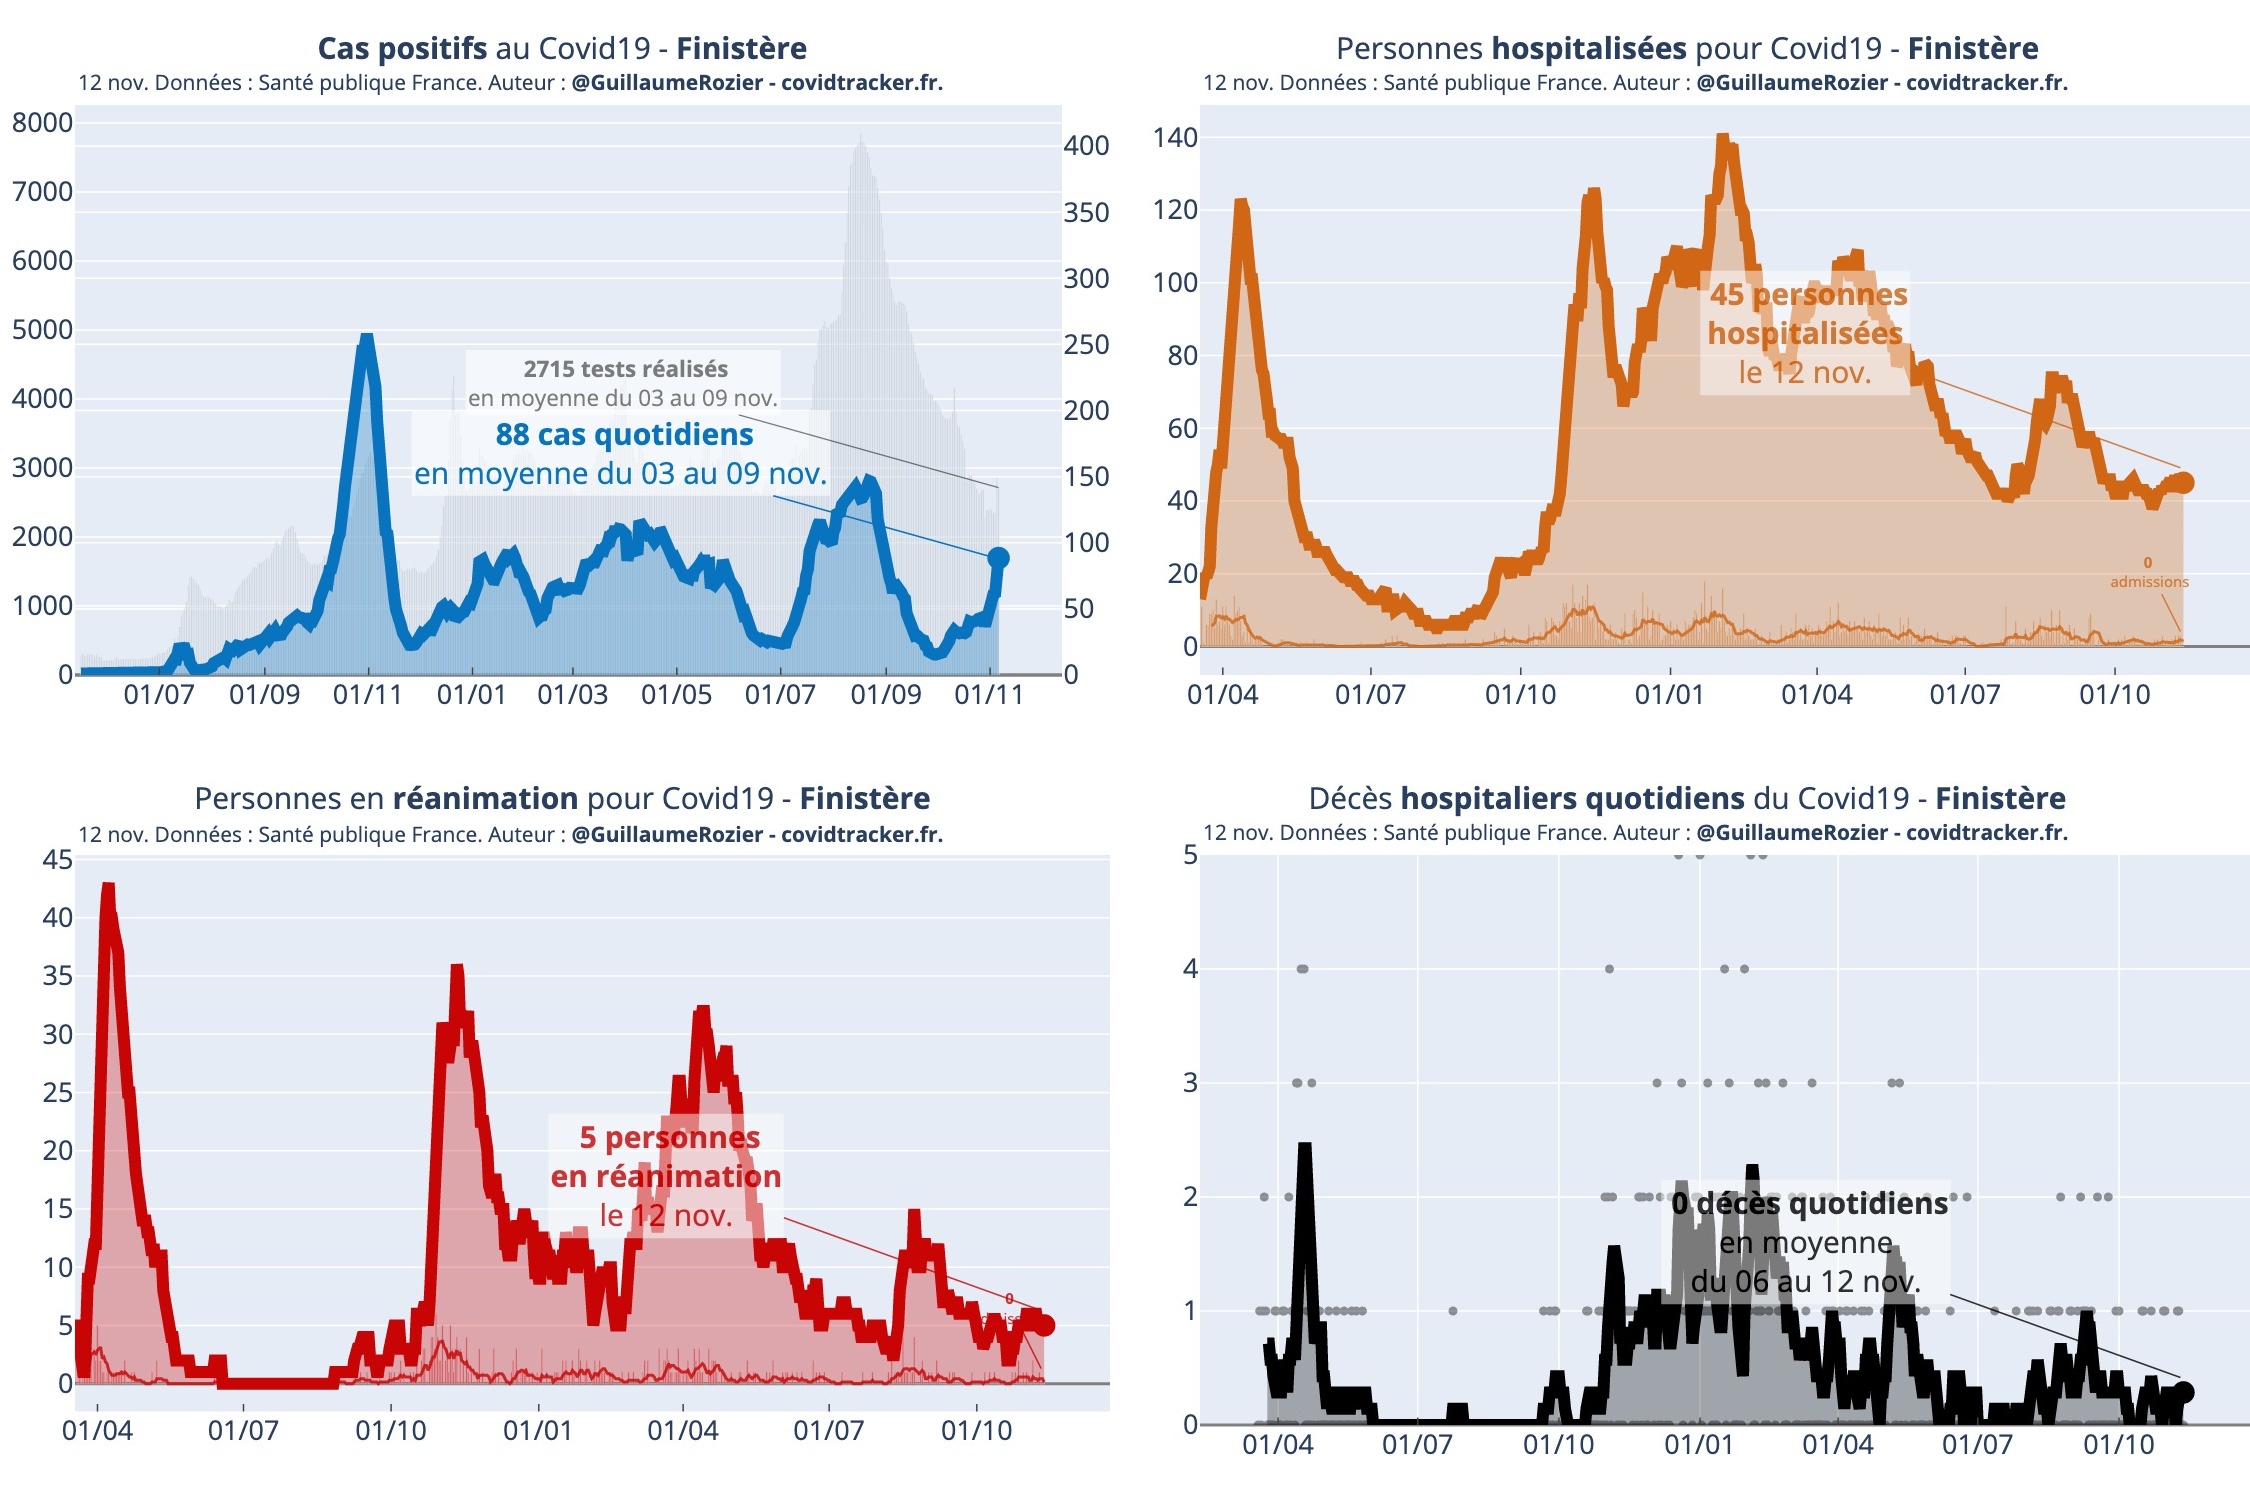 Cas positifs au Covid19 - Finistère
12 nov. Données : Santé publique France. Auteur : @GuillaumeRozier - covidtracker.fr.
8000
7000
6000
5000
4000
3000
2000
1000
0
400
350
300
250
200
150
100
50
0
2715 tests réalisés
en moyenne du 03 au 09 nov.
88 cas quotidiens
en moyenne du 03 au 09 nov.
01/07 01/09 01/11 01/01 01/03 01/05 01/07 01/09 01/11
Personnes hospitalisées pour Covid19 - Finistère
12 nov. Données : Santé publique France. Auteur : @GuillaumeRozier - covidtracker.fr.
140
120
100
80
60
40
20
0
45 personnes
hospitalisées
le 12 nov.
0
admissions
01/04 01/07 01/10 01/01 01/04 01/07 01/10
Personnes en réanimation pour Covid19 - Finistère
12 nov. Données : Santé publique France. Auteur : @GuillaumeRozier - covidtracker.fr.
45
40
35
30
25
20
15
10
5
0
5 personnes
en réanimation
le 12 nov.
0
01/04 01/07 01/10 01/01 01/04 01/07 01/10
Décès hospitaliers quotidiens du Covid19 - Finistère
12 nov. Données : Santé publique France. Auteur : @GuillaumeRozier - covidtracker.fr.
5
4
3
2
1
0
0 décès quotidiens
en moyenne
du 06 au 12 nov.
01/04 01/07 01/10 01/01 01/04 01/07 01/10